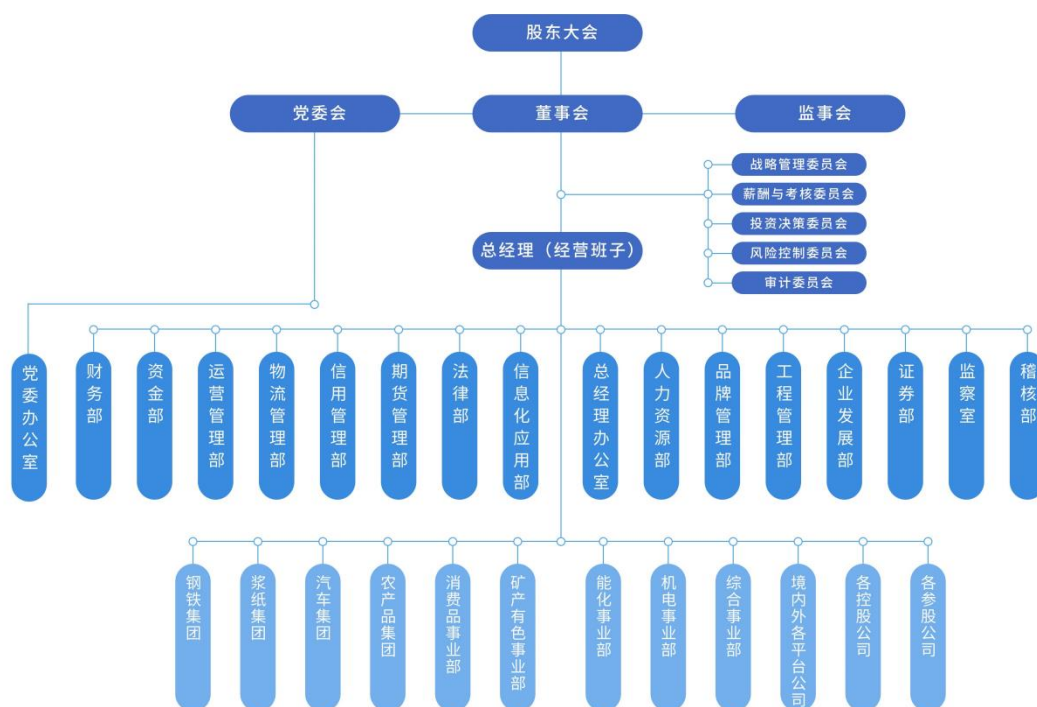 股东大会
党委会
董事会
监事会
战略管理委员会
薪酬与考核委员会
投资决策委员会
风险控制委员会
审计委员会
总经理（经营班子）
党委办公室
财务部
资金部
运营管理部
物流管理部
信用管理部
期货管理部
法律部
信息化应用部
总经理办公室
人力资源部
品牌管理部
工程管理部
企业发展部
证券部
监察室
稽核部
钢铁集团
浆纸集团
汽车集团
农产品集团
消费品事业部
矿产有色事业部
能化事业部
机电事业部
综合事业部
境内外各平台公司
各控股公司
各参股公司